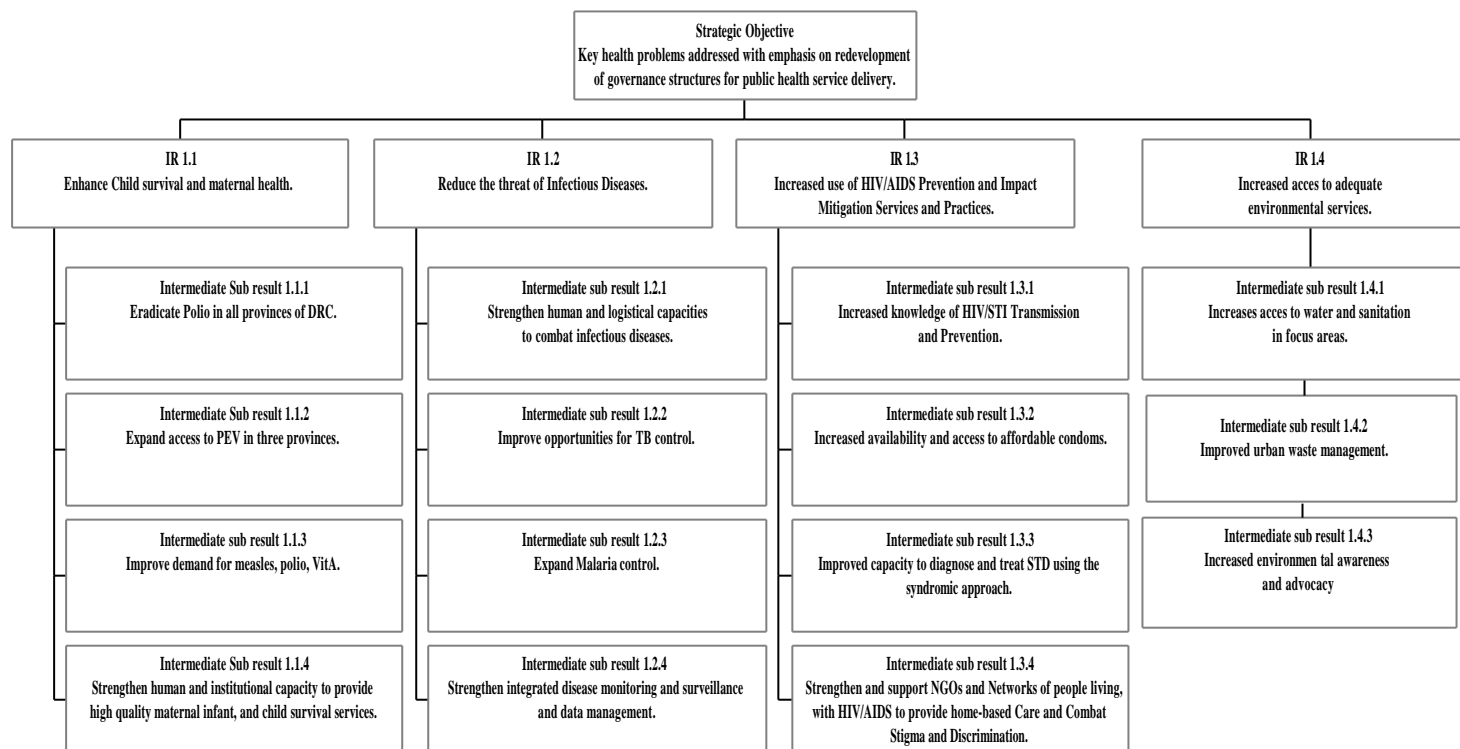 Strategic Objective
Key health problems addressed with emphasis on redevelopment
of governance structures for public health service delivery.
IR 1.1
Enhance Child survival and maternal health.
IR 1.2
Reduce the threat of Infectious Diseases.
IR 1.3
Increased use of HIV/AIDS Prevention and Impact
Mitigation Services and Practices.
IR 1.4
Increased acces to adequate
environmental services.
Intermediate Sub result 1.1.1
Eradicate Polio in all provinces of DRC.
Intermediate Sub result 1.1.2
Expand access to PEV in three provinces.
Intermediate sub result 1.1.3
Improve demand for measles, polio, VitA.
Intermediate Sub result 1.1.4
Strengthen human and institutional capacity to provide
high quality maternal infant, and child survival services.
Intermediate sub result 1.2.1
Strengthen human and logistical capacities
to combat infectious diseases.
Intermediate sub result 1.2.2
Improve opportunities for TB control.
Intermediate sub result 1.2.3
Expand Malaria control.
Intermediate sub result 1.2.4
Strengthen integrated disease monitoring and surveillance
and data management.
Intermediate sub result 1.3.1
Increased knowledge of HIV/STI Transmission
and Prevention.
Intermediate sub result 1.3.2
Increased availability and access to affordable condoms.
Intermediate sub result 1.3.3
Improved capacity to diagnose and treat STD using the
syndromic approach.
Intermediate sub result 1.3.4
Strengthen and support NGOs and Networks of people living,
with HIV/AIDS to provide home-based Care and Combat
Stigma and Discrimination.
Intermediate sub result 1.4.1
Increases acces to water and sanitation
in focus areas.
Intermediate sub result 1.4.2
Improved urban waste management.
Intermediate sub result 1.4.3
Increased environmen tal awareness
and advocacy